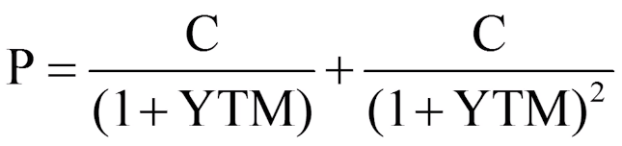 P = C/(1+ YTM) + C/(1+ YTM)²